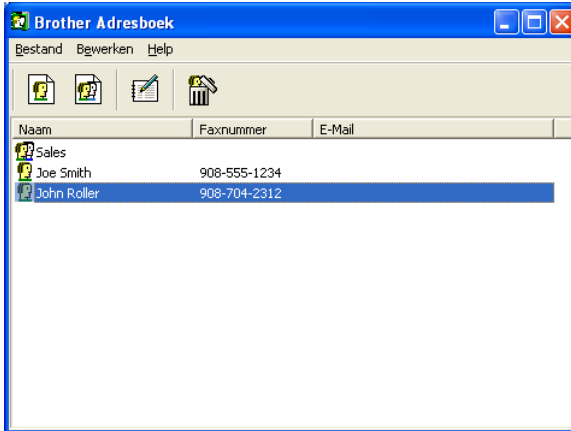 Brother Adresboek
Bestand Bewerken Help
Naam Faxnummer E-Mail
Sales
Joe Smith 908-555-1234
John Roller 908-704-2312